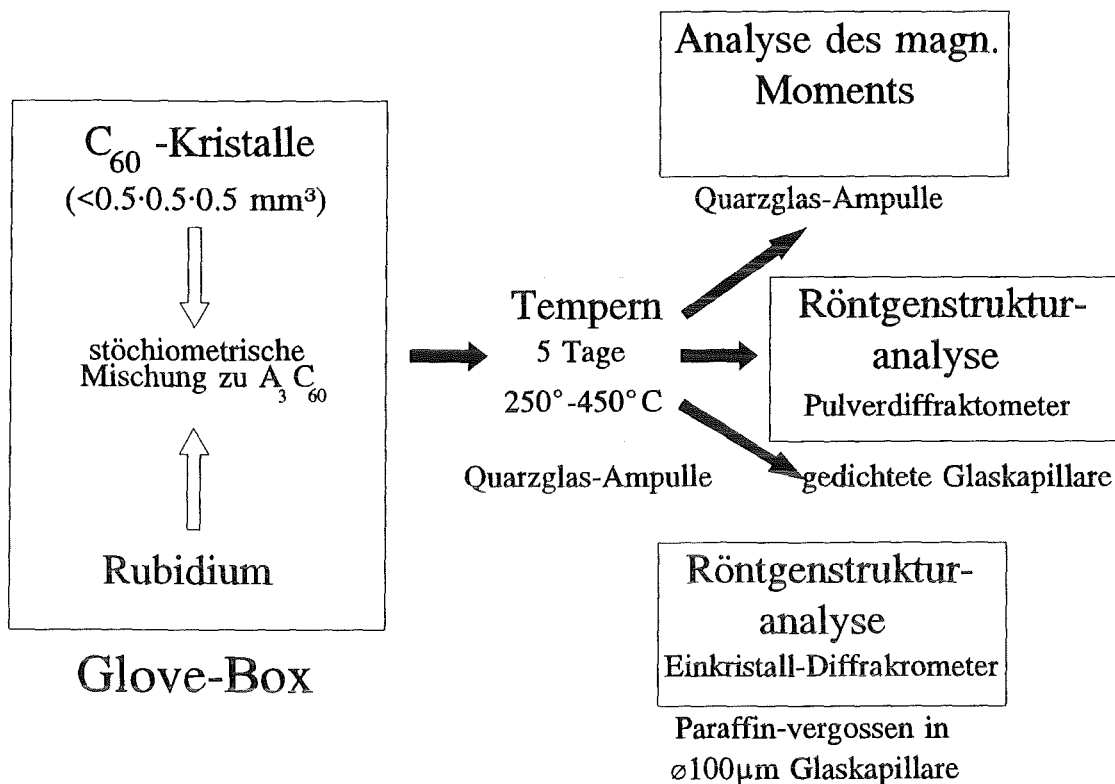 C₆₀ -Kristalle
(<0.5·0.5·0.5 mm³)
stöchiometrische
Mischung zu A₃ C₆₀
Rubidium
Glove-Box
Tempern
5 Tage
250°-450°C
Quarzglas-Ampulle
Analyse des magn.
Moments
Quarzglas-Ampulle
Röntgenstruktur-
analyse
Pulverdiffraktometer
gedichtete Glaskapillare
Röntgenstruktur-
analyse
Einkristall-Diffrakrometer
Paraffin-vergossen in
⌀100µm Glaskapillare